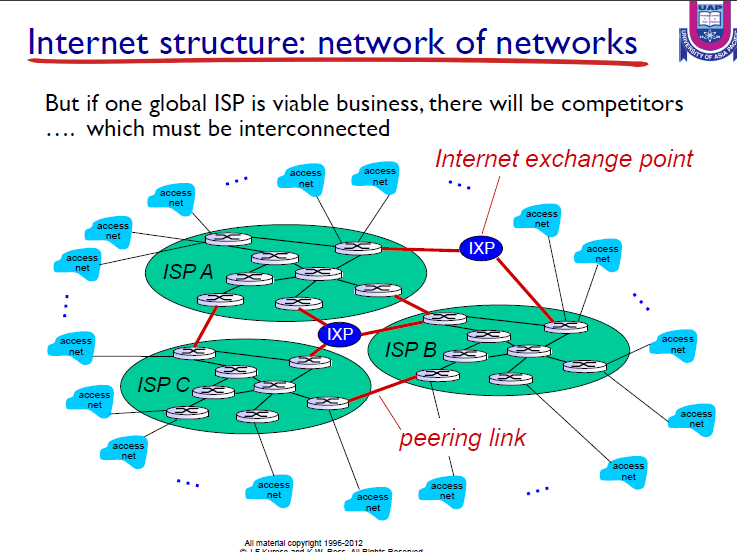 Internet structure: network of networks
UAP
UNIVERSITY OF ASIA PACIFIC
But if one global ISP is viable business, there will be competitors
…. which must be interconnected
Internet exchange point
access
net
access
net
access
net
access
net
access
net
access
net
access
net
IXP
ISP A
IXP
ISP B
access
net
access
net
access
net
ISP C
access
net
access
net
peering link
access
net
access
net
access
net
access
net
All material copyright 1996-2012
© J.F Kurose and K.W. Ross, All Rights Reserved